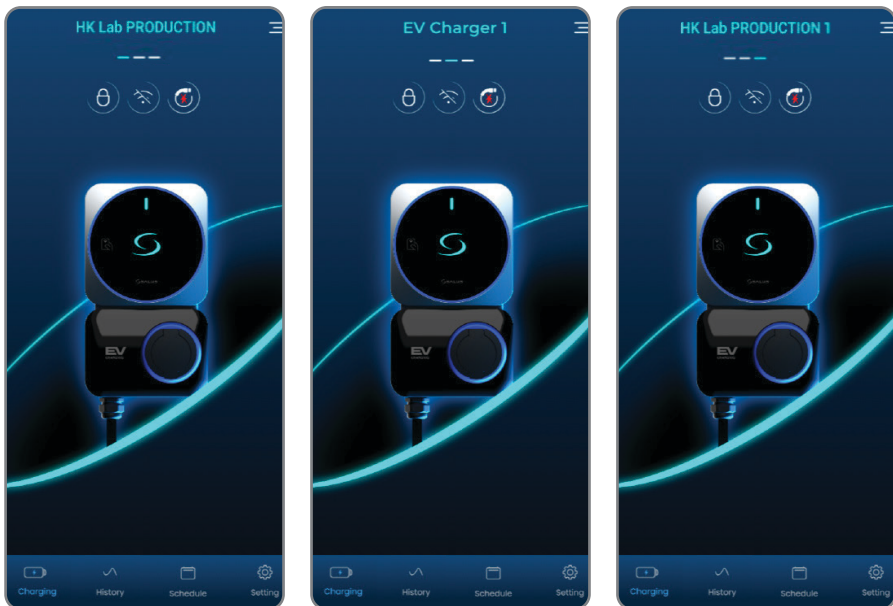 HK Lab PRODUCTION
EV
Charging
History
Schedule
Setting
EV Charger 1
EV
Charging
History
Schedule
Setting
HK Lab PRODUCTION 1
EV
Charging
History
Schedule
Setting